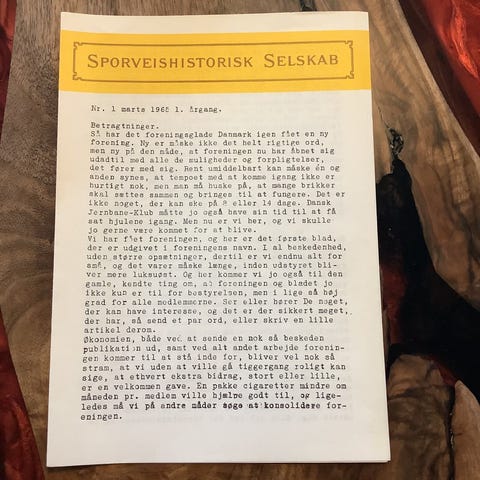 SPORVEISHISTORISK SELSKAB
Nr. 1 marts 1965 1. årgang.
Betragtninger.
Så har det foreningsglade Danmark igen fået en ny
forening. Ny er måske ikke det helt rigtige ord,
men ny på den måde, at foreningen nu har åbnet sig
udadtil med alle de muligheder og forpligtelser,
det fører med sig. Rent umiddelbart kan måske én og
anden synes, at tempoet med at komme igang ikke er
hurtigt nok, men man må huske på, at mange brikker
skal sættes sammen og bringes til at fungere. Det er
ikke noget, der kan ske på 8 eller 14 dage. Dansk
Jernbane-Klub måtte jo også have sin tid til at få
sat hjulene igang. Men nu er vi her, og vi skulle
jo gerne være kommet for at blive.
Vi har fået foreningen, og her er det første blad,
der er udgivet i foreningens navn. I al beskedenhed,
uden større opsætninger, dertil er vi endnu alt for
små, og det varer måske længe, inden udstyret bli-
ver mere luksuøst. Og her kommer vi jo også til den
gamle, kendte ting om, at foreningen og bladet jo
ikke kun er til for bestyrelsen, men i lige så høj
grad for alle medlemmerne. Ser eller hører De noget,
der kan have interesse, og det er der sikkert meget,
der har, så send et par ord, eller skriv en lille
artikel derom.
Økonomien, både ved at sende en nok så beskeden
publikation ud, samt ved alt andet arbejde forenin-
gen kommer til at stå inde for, bliver vel nok så
stram, at vi uden at ville gå tiggergang roligt kan
sige, at ethvert ekstra bidrag, stort eller lille,
er en velkommen gave. En pakke cigaretter mindre om
måneden pr. medlem ville hjælpe godt til, og lige-
ledes må vi på andre måder søge at konsolidere for-
eningen.